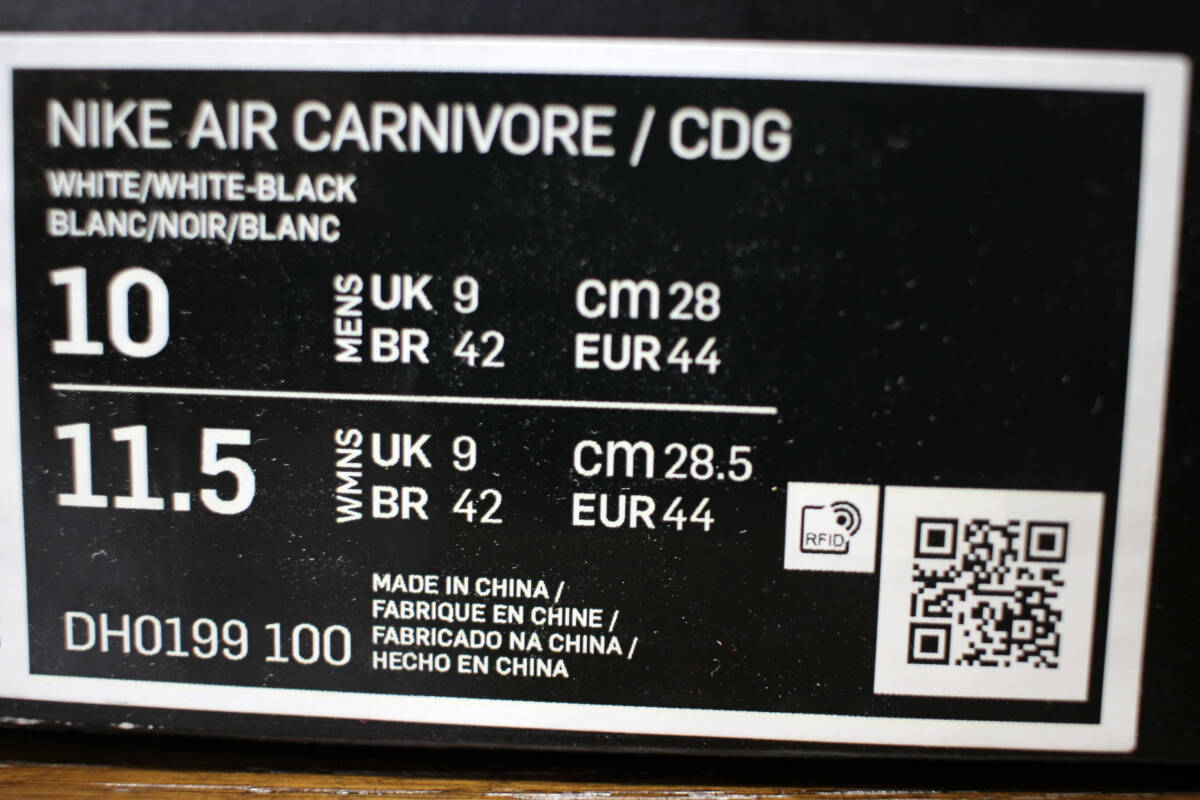 NIKE AIR CARNIVORE / CDG
WHITE/WHITE-BLACK
BLANC/NOIR/BLANC
10 MENS UK 9 cm 28
BR 42 EUR 44
11.5 WMNS UK 9 cm 28.5
BR 42 EUR 44
RFID
MADE IN CHINA /
FABRIQUE EN CHINE /
FABRICADO NA CHINA /
HECHO EN CHINA
DH0199 100